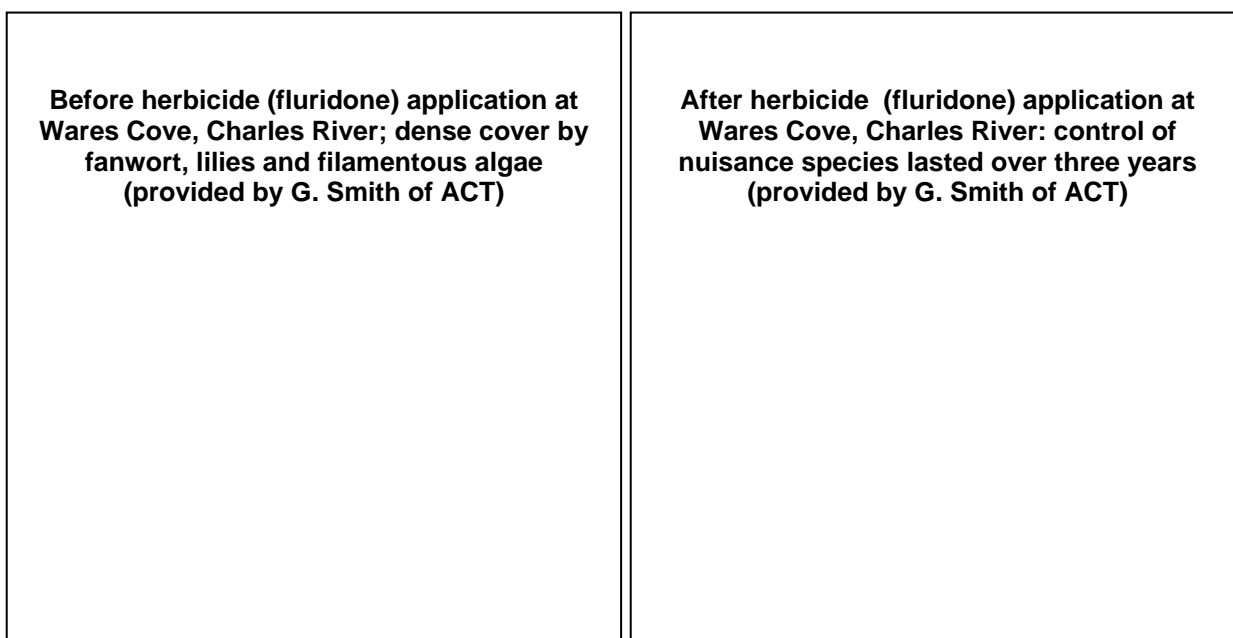 Before herbicide (fluridone) application at
Wares Cove, Charles River; dense cover by
fanwort, lilies and filamentous algae
(provided by G. Smith of ACT)
After herbicide  (fluridone) application at
Wares Cove, Charles River: control of
nuisance species lasted over three years
(provided by G. Smith of ACT)